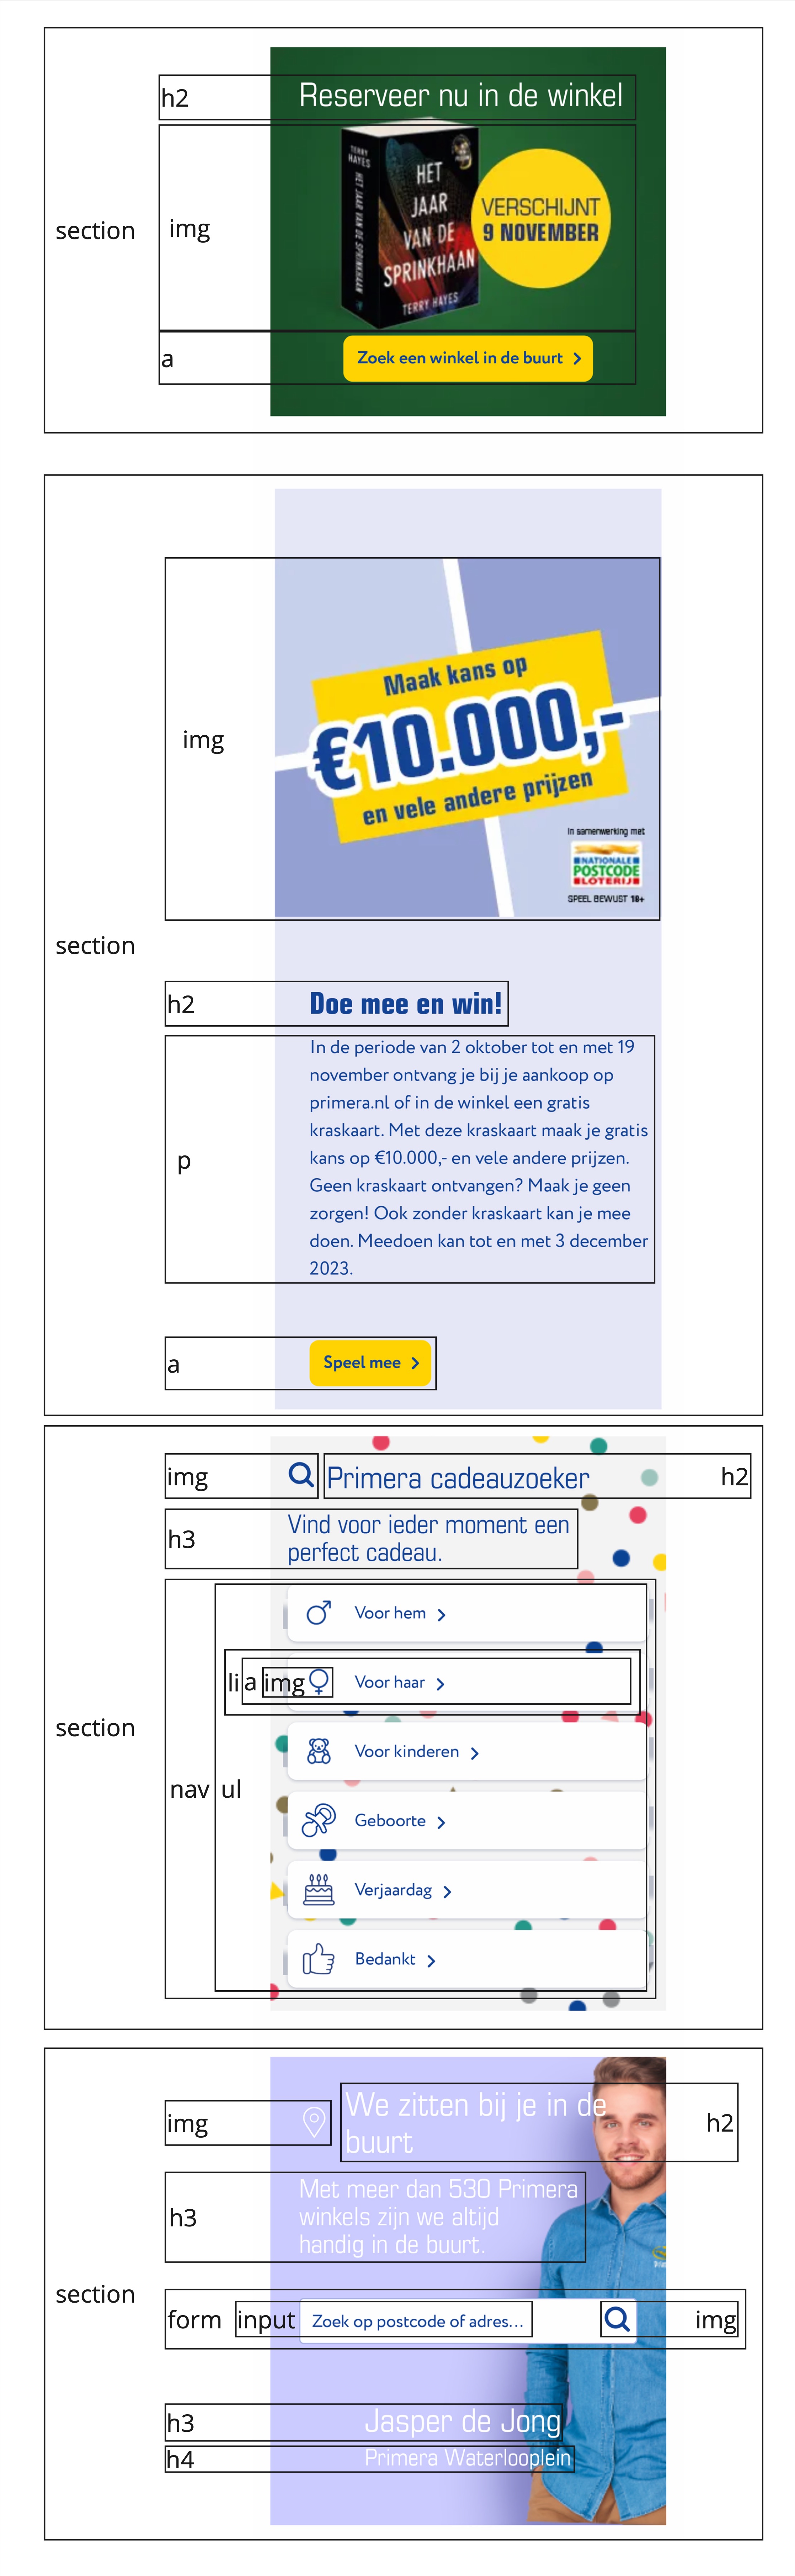 h2
Reserveer nu in de winkel
section
img
TERRY
HAYES
HET JAAR VAN DE SPRINKHAAN
HET
JAAR
VAN DE
SPRINKHAAN
TERRY HAYES
VERSCHIJNT
9 NOVEMBER
a
Zoek een winkel in de buurt
img
Maak kans op
€10.000,-
en vele andere prijzen
In samenwerking met
NATIONALE
POSTCODE
LOTERIJ
SPEEL BEWUST 18+
section
h2
Doe mee en win!
p
In de periode van 2 oktober tot en met 19
november ontvang je bij je aankoop op
primera.nl of in de winkel een gratis
kraskaart. Met deze kraskaart maak je gratis
kans op €10.000,- en vele andere prijzen.
Geen kraskaart ontvangen? Maak je geen
zorgen! Ook zonder kraskaart kan je mee
doen. Meedoen kan tot en met 3 december
2023.
a
Speel mee
img
Primera cadeauzoeker
h2
h3
Vind voor ieder moment een
perfect cadeau.
Voor hem
li a img
Voor haar
section
Voor kinderen
nav ul
Geboorte
Verjaardag
Bedankt
img
We zitten bij je in de
buurt
h2
h3
Met meer dan 530 Primera
winkels zijn we altijd
handig in de buurt.
section
form input
Zoek op postcode of adres...
img
h3
Jasper de Jong
h4
Primera Waterlooplein